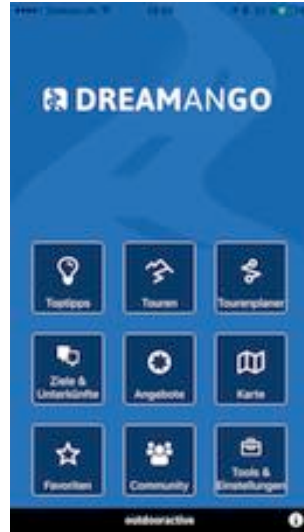 DREAMANGO
Toptipps
Touren
Tourenplaner
Ziele &
Unterkünfte
Angebote
Karte
Favoriten
Community
Tools &
Einstellungen
outdooractive